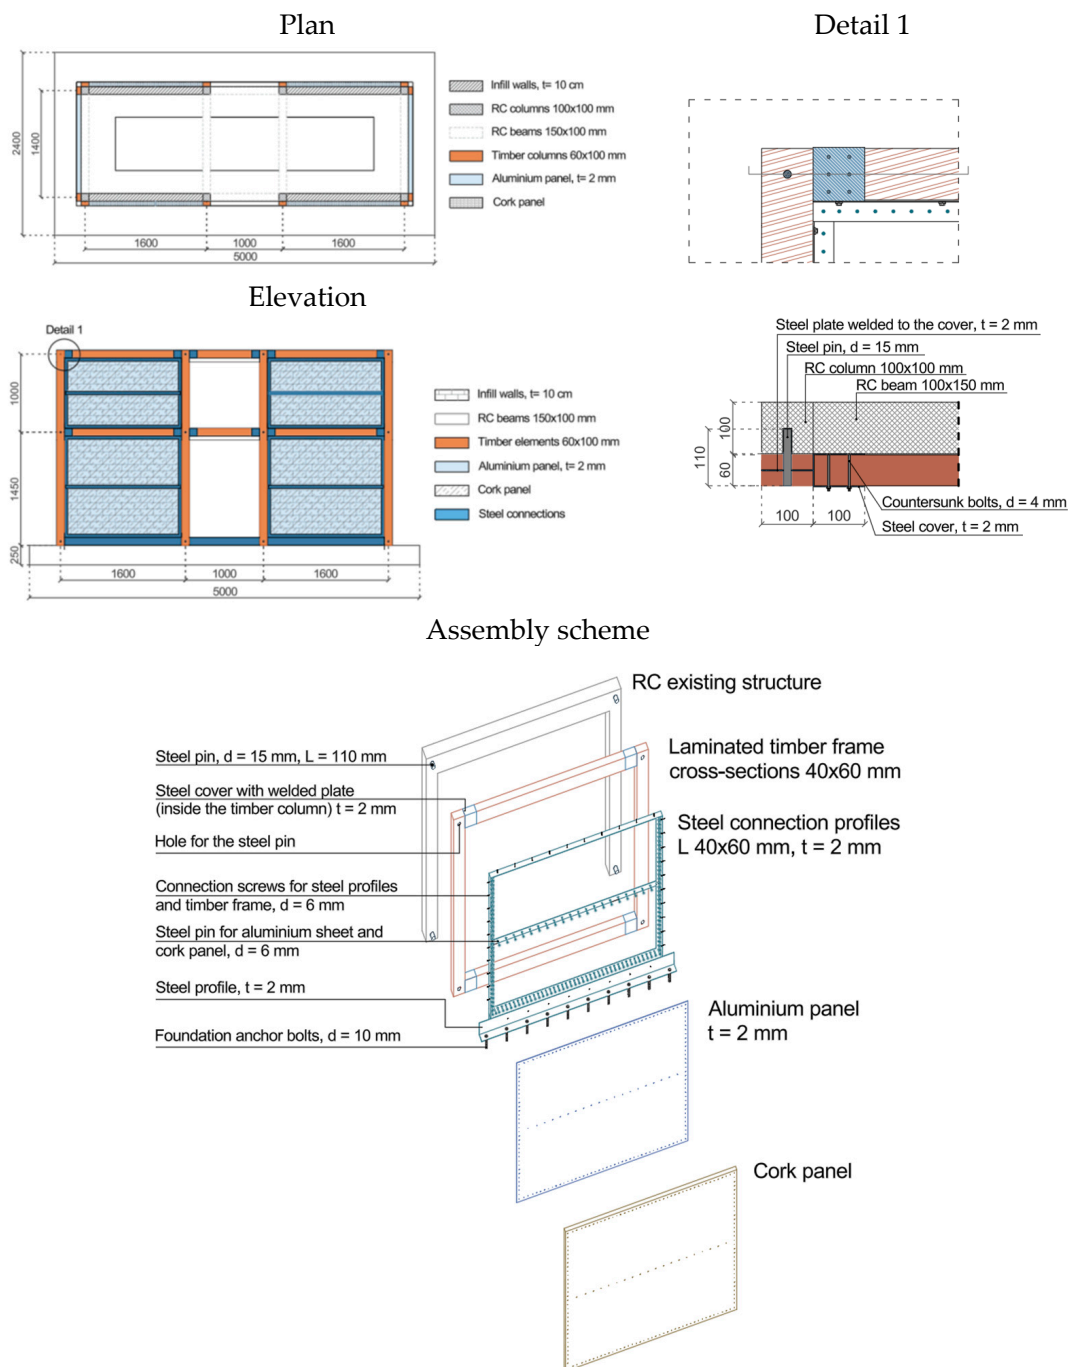 Plan
Detail 1
2400
1400
1600
1000
1600
5000
Infill walls, t= 10 cm
RC columns 100x100 mm
RC beams 150x100 mm
Timber columns 60x100 mm
Aluminium panel, t= 2 mm
Cork panel
Elevation
Detail 1
1000
1450
250
1600
1000
1600
5000
Infill walls, t= 10 cm
RC beams 150x100 mm
Timber elements 60x100 mm
Aluminium panel, t= 2 mm
Cork panel
Steel connections
Steel plate welded to the cover, t = 2 mm
Steel pin, d = 15 mm
RC column 100x100 mm
RC beam 100x150 mm
110
100
60
100
100
Countersunk bolts, d = 4 mm
Steel cover, t = 2 mm
Assembly scheme
RC existing structure
Steel pin, d = 15 mm, L = 110 mm
Laminated timber frame
cross-sections 40x60 mm
Steel cover with welded plate
(inside the timber column) t = 2 mm
Steel connection profiles
L 40x60 mm, t = 2 mm
Hole for the steel pin
Connection screws for steel profiles
and timber frame, d = 6 mm
Steel pin for aluminium sheet and
cork panel, d = 6 mm
Steel profile, t = 2 mm
Foundation anchor bolts, d = 10 mm
Aluminium panel
t = 2 mm
Cork panel